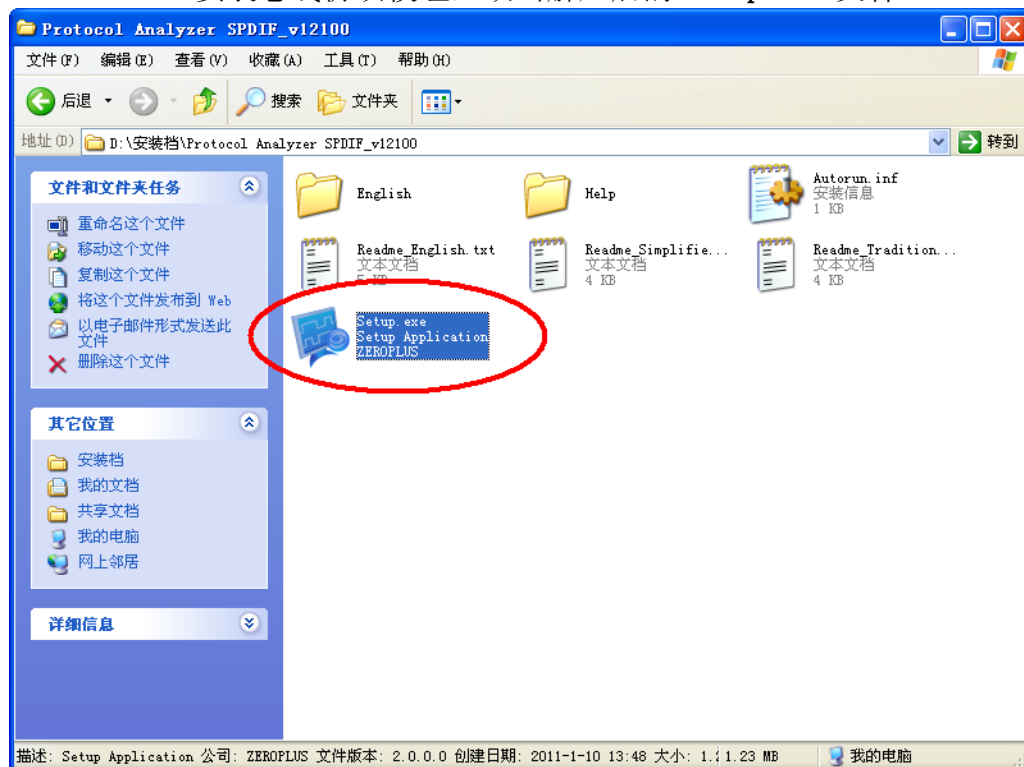 Protocol Analyzer SPDIF_v12100
文件(F) 编辑(E) 查看(V) 收藏(A) 工具(T) 帮助(H)
后退 搜索 文件夹
地址(D) D:\安装档\Protocol Analyzer SPDIF_v12100 转到
文件和文件夹任务
重命名这个文件
移动这个文件
复制这个文件
将这个文件发布到 Web
以电子邮件形式发送此
文件
删除这个文件
其它位置
安装档
我的文档
共享文档
我的电脑
网上邻居
详细信息
English
Help
Autorun.inf
安装信息
1 KB
Readme_English.txt
文本文档
5 KB
Readme_Simplifie...
文本文档
4 KB
Readme_Tradition...
文本文档
4 KB
Setup.exe
Setup Application
ZEROPLUS
描述: Setup Application 公司: ZEROPLUS 文件版本: 2.0.0.0 创建日期: 2011-1-10 13:48 大小: 1.2 1.23 MB 我的电脑